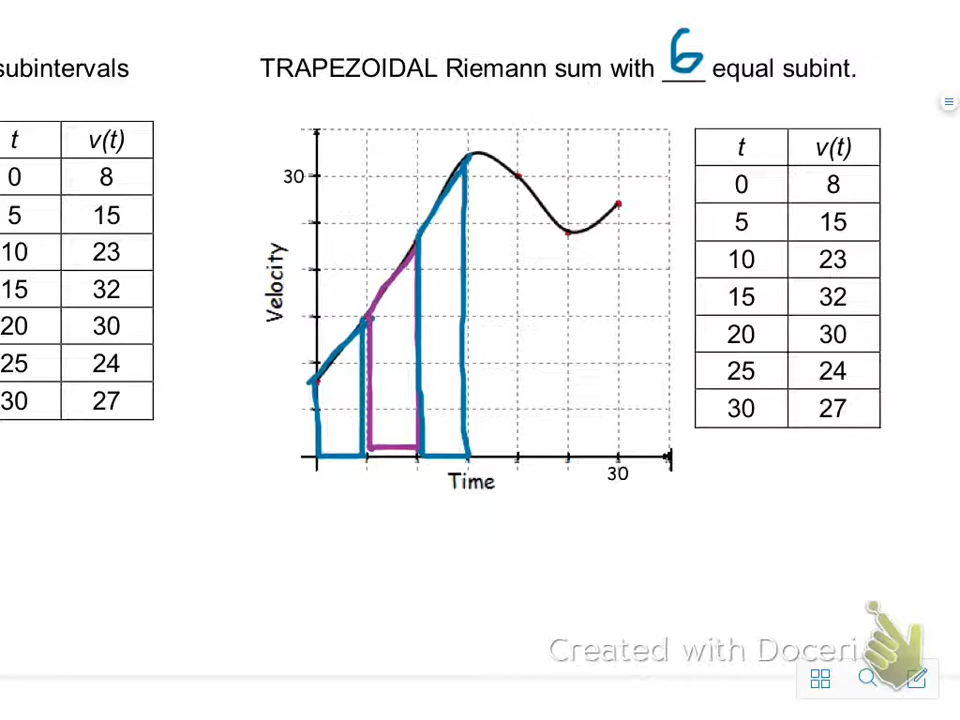 subintervals
TRAPEZOIDAL Riemann sum with 6 equal subint.
t v(t)
0 8
5 15
10 23
15 32
20 30
25 24
30 27
30
Velocity
Time
30
t v(t)
0 8
5 15
10 23
15 32
20 30
25 24
30 27
Created with Doceri